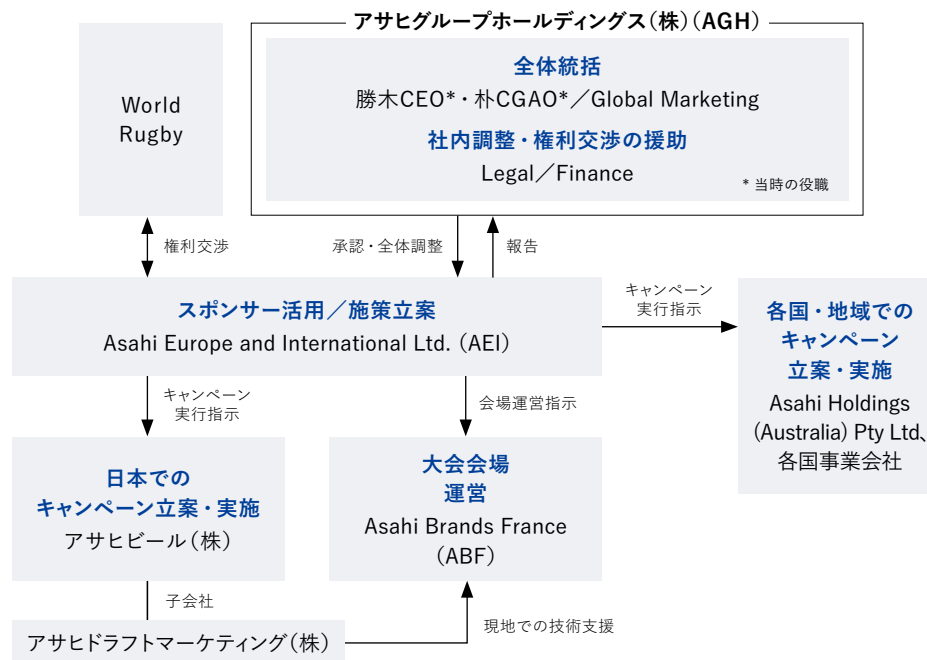 アサヒグループホールディングス(株)(AGH)
全体統括
勝木CEO*・朴CGAO*/Global Marketing
社内調整・権利交渉の援助
Legal/Finance
* 当時の役職
World
Rugby
権利交渉
承認・全体調整
報告
スポンサー活用/施策立案
Asahi Europe and International Ltd. (AEI)
キャンペーン
実行指示
各国・地域での
キャンペーン
立案・実施
Asahi Holdings
(Australia) Pty Ltd、
各国事業会社
キャンペーン
実行指示
会場運営指示
日本での
キャンペーン立案・実施
アサヒビール(株)
大会会場
運営
Asahi Brands France
(ABF)
子会社
アサヒドラフトマーケティング(株)
現地での技術支援